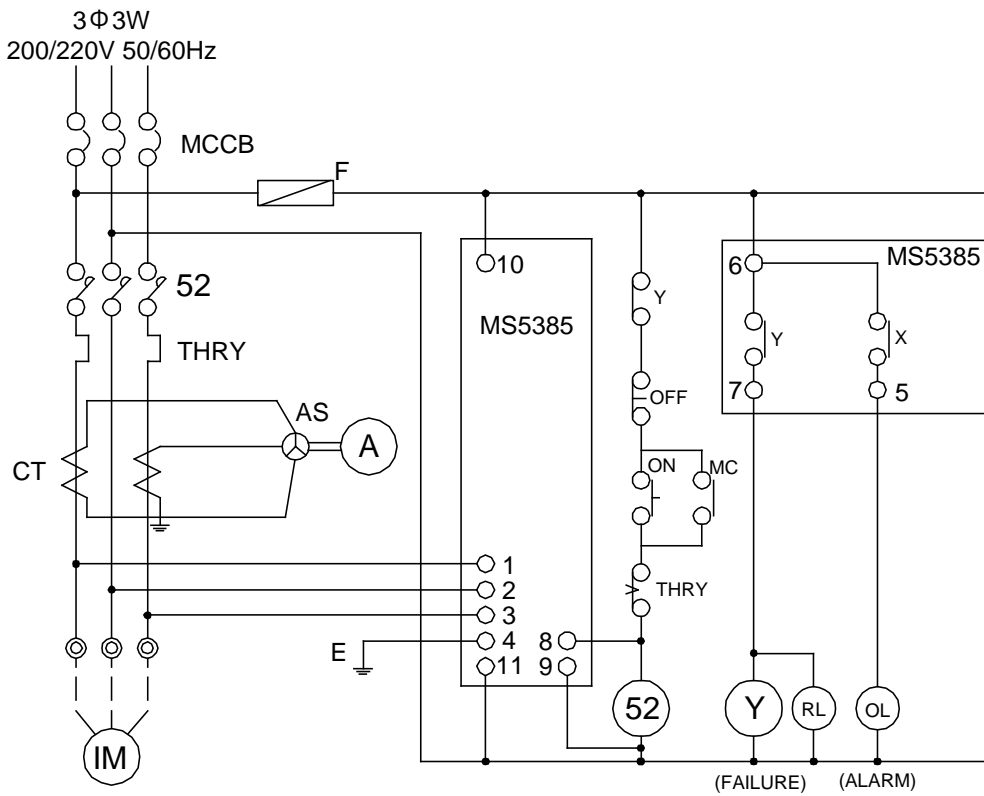 3Φ3W
200/220V 50/60Hz
MCCB
F
10
MS5385
6
MS5385
52
Y
Y
X
THRY
OFF
7
5
AS
A
CT
ON
MC
1
2
THRY
3
E
4
8
11
9
52
Y
RL
OL
IM
(FAILURE)
(ALARM)